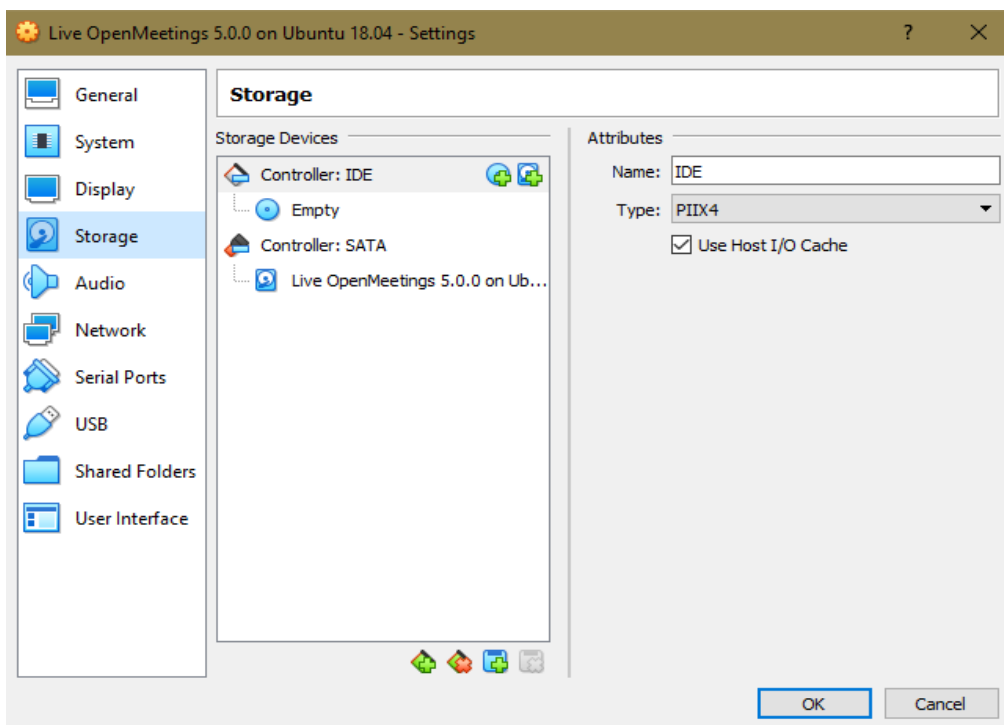 Live OpenMeetings 5.0.0 on Ubuntu 18.04 - Settings
?
General
System
Display
Storage
Audio
Network
Serial Ports
USB
Shared Folders
User Interface
Storage
Storage Devices
Controller: IDE
Empty
Controller: SATA
Live OpenMeetings 5.0.0 on Ub...
Attributes
Name: IDE
Type: PIIX4
Use Host I/O Cache
OK
Cancel